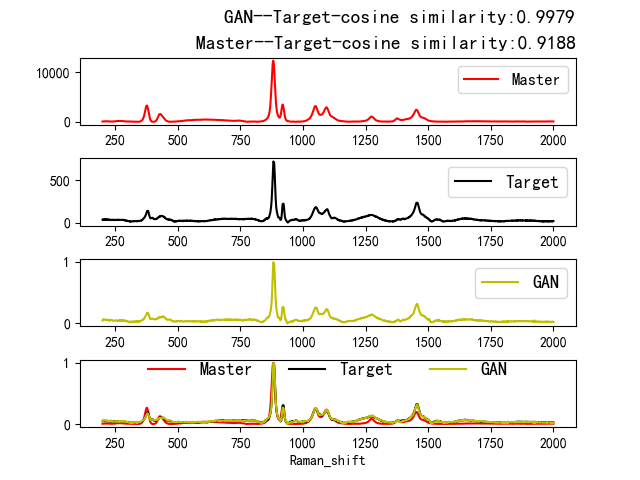 GAN--Target-cosine similarity:0.9979
Master--Target-cosine similarity:0.9188
10000
0
Master
250 500 750 1000 1250 1500 1750 2000
500
0
Target
250 500 750 1000 1250 1500 1750 2000
1
0
GAN
250 500 750 1000 1250 1500 1750 2000
1
0
Master Target GAN
250 500 750 1000 1250 1500 1750 2000
Raman_shift